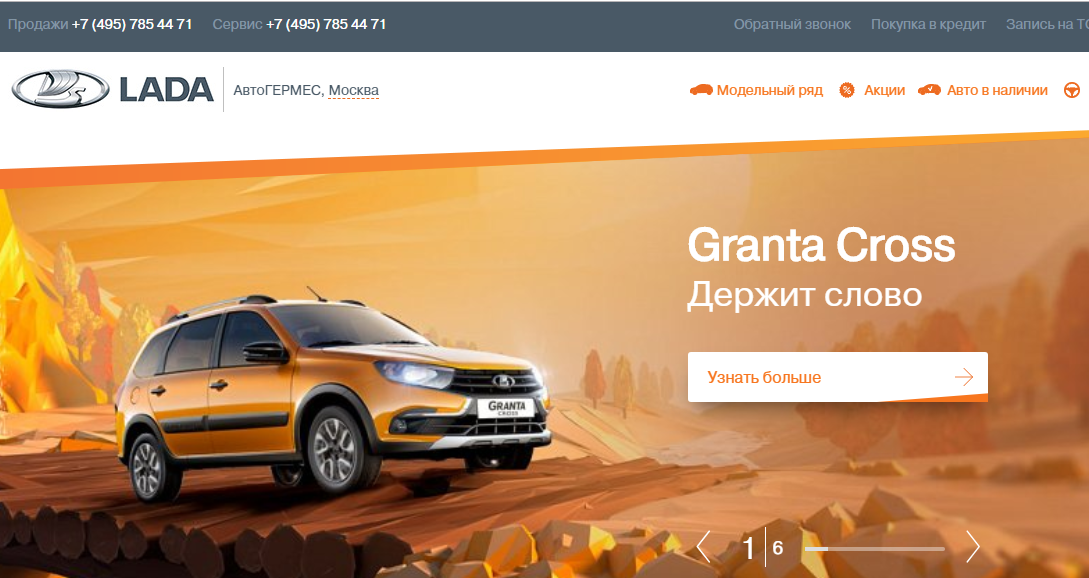 Продажи +7 (495) 785 44 71 Сервис +7 (495) 785 44 71 Обратный звонок Покупка в кредит Запись на ТО
LADA АвтоГЕРМЕС, Москва Модельный ряд % Акции Авто в наличии
Granta Cross
Держит слово
Узнать больше
GRANTA
CROSS
1 6